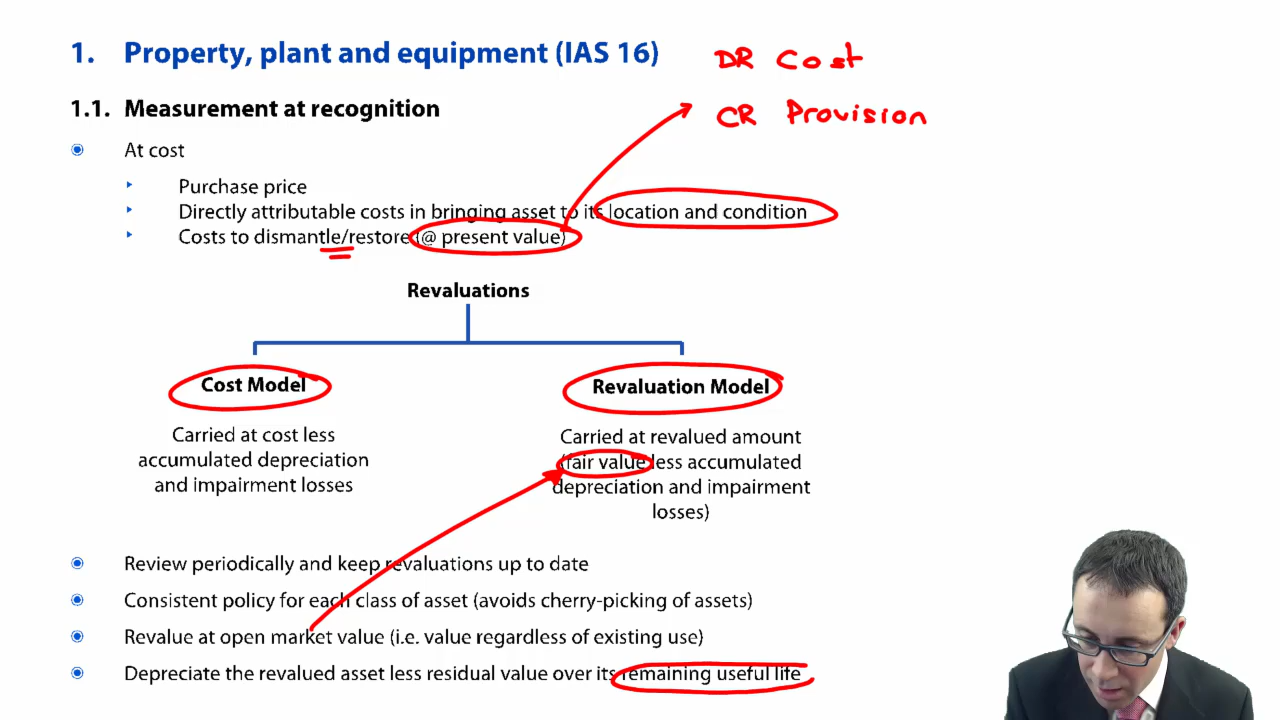 1. Property, plant and equipment (IAS 16)
DR Cost
1.1. Measurement at recognition
CR Provision
At cost
Purchase price
Directly attributable costs in bringing asset to its location and condition
Costs to dismantle/restore (@ present value)
Revaluations
Cost Model
Revaluation Model
Carried at cost less
accumulated depreciation
and impairment losses
Carried at revalued amount
(fair value less accumulated
depreciation and impairment
losses)
Review periodically and keep revaluations up to date
Consistent policy for each class of asset (avoids cherry-picking of assets)
Revalue at open market value (i.e. value regardless of existing use)
Depreciate the revalued asset less residual value over its remaining useful life